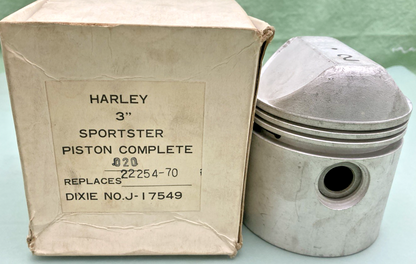 HARLEY
3"
SPORTSTER
PISTON COMPLETE
.020
REPLACES 22254-70
DIXIE NO.J-17549